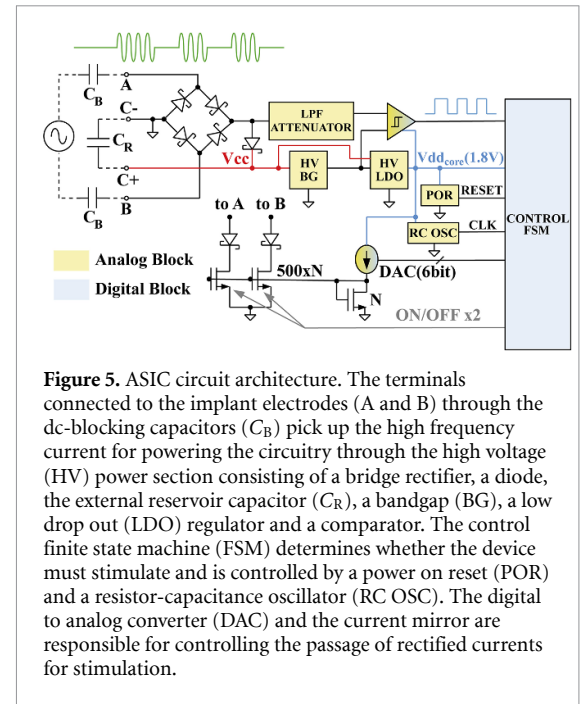 C_B
A
C-
C_R
C+
C_B
B
LPF
ATTENUATOR
Vcc
HV
BG
HV
LDO
Vdd_core(1.8V)
POR
RESET
RC OSC
CLK
CONTROL
FSM
to A
to B
500xN
N
DAC(6bit)
ON/OFF x2
Analog Block
Digital Block
Figure 5. ASIC circuit architecture. The terminals
connected to the implant electrodes (A and B) through the
dc-blocking capacitors (C_B) pick up the high frequency
current for powering the circuitry through the high voltage
(HV) power section consisting of a bridge rectifier, a diode,
the external reservoir capacitor (C_R), a bandgap (BG), a low
drop out (LDO) regulator and a comparator. The control
finite state machine (FSM) determines whether the device
must stimulate and is controlled by a power on reset (POR)
and a resistor-capacitance oscillator (RC OSC). The digital
to analog converter (DAC) and the current mirror are
responsible for controlling the passage of rectified currents
for stimulation.